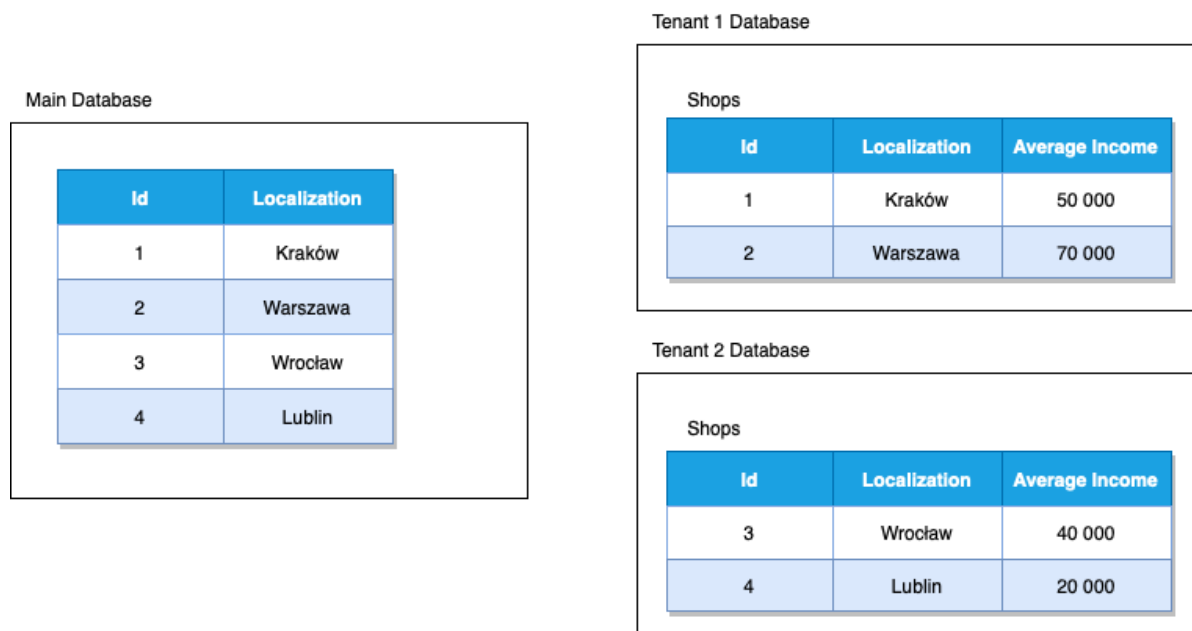 Main Database
Id Localization
1 Kraków
2 Warszawa
3 Wrocław
4 Lublin
Tenant 1 Database
Shops
Id Localization Average Income
1 Kraków 50 000
2 Warszawa 70 000
Tenant 2 Database
Shops
Id Localization Average Income
3 Wrocław 40 000
4 Lublin 20 000